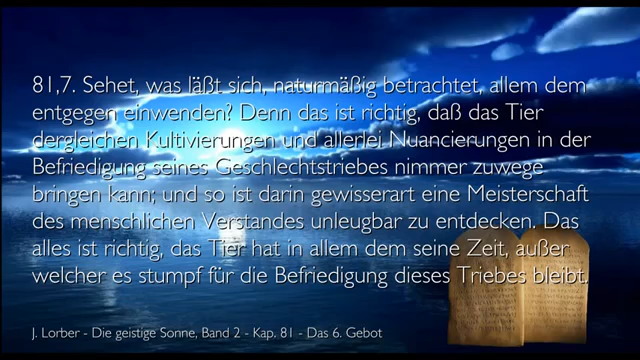 81,7. Sehet, was läßt sich, naturmäßig betrachtet, allem dem
entgegen einwenden? Denn das ist richtig, daß das Tier
dergleichen Kultivierungen und allerlei Nuancierungen in der
Befriedigung seines Geschlechtstriebes nimmer zuwege
bringen kann; und so ist darin gewisserart eine Meisterschaft
des menschlichen Verstandes unleugbar zu entdecken. Das
alles ist richtig, das Tier hat in allem dem seine Zeit, außer
welcher es stumpf für die Befriedigung dieses Triebes bleibt.
J. Lorber - Die geistige Sonne, Band 2 - Kap. 81 - Das 6. Gebot